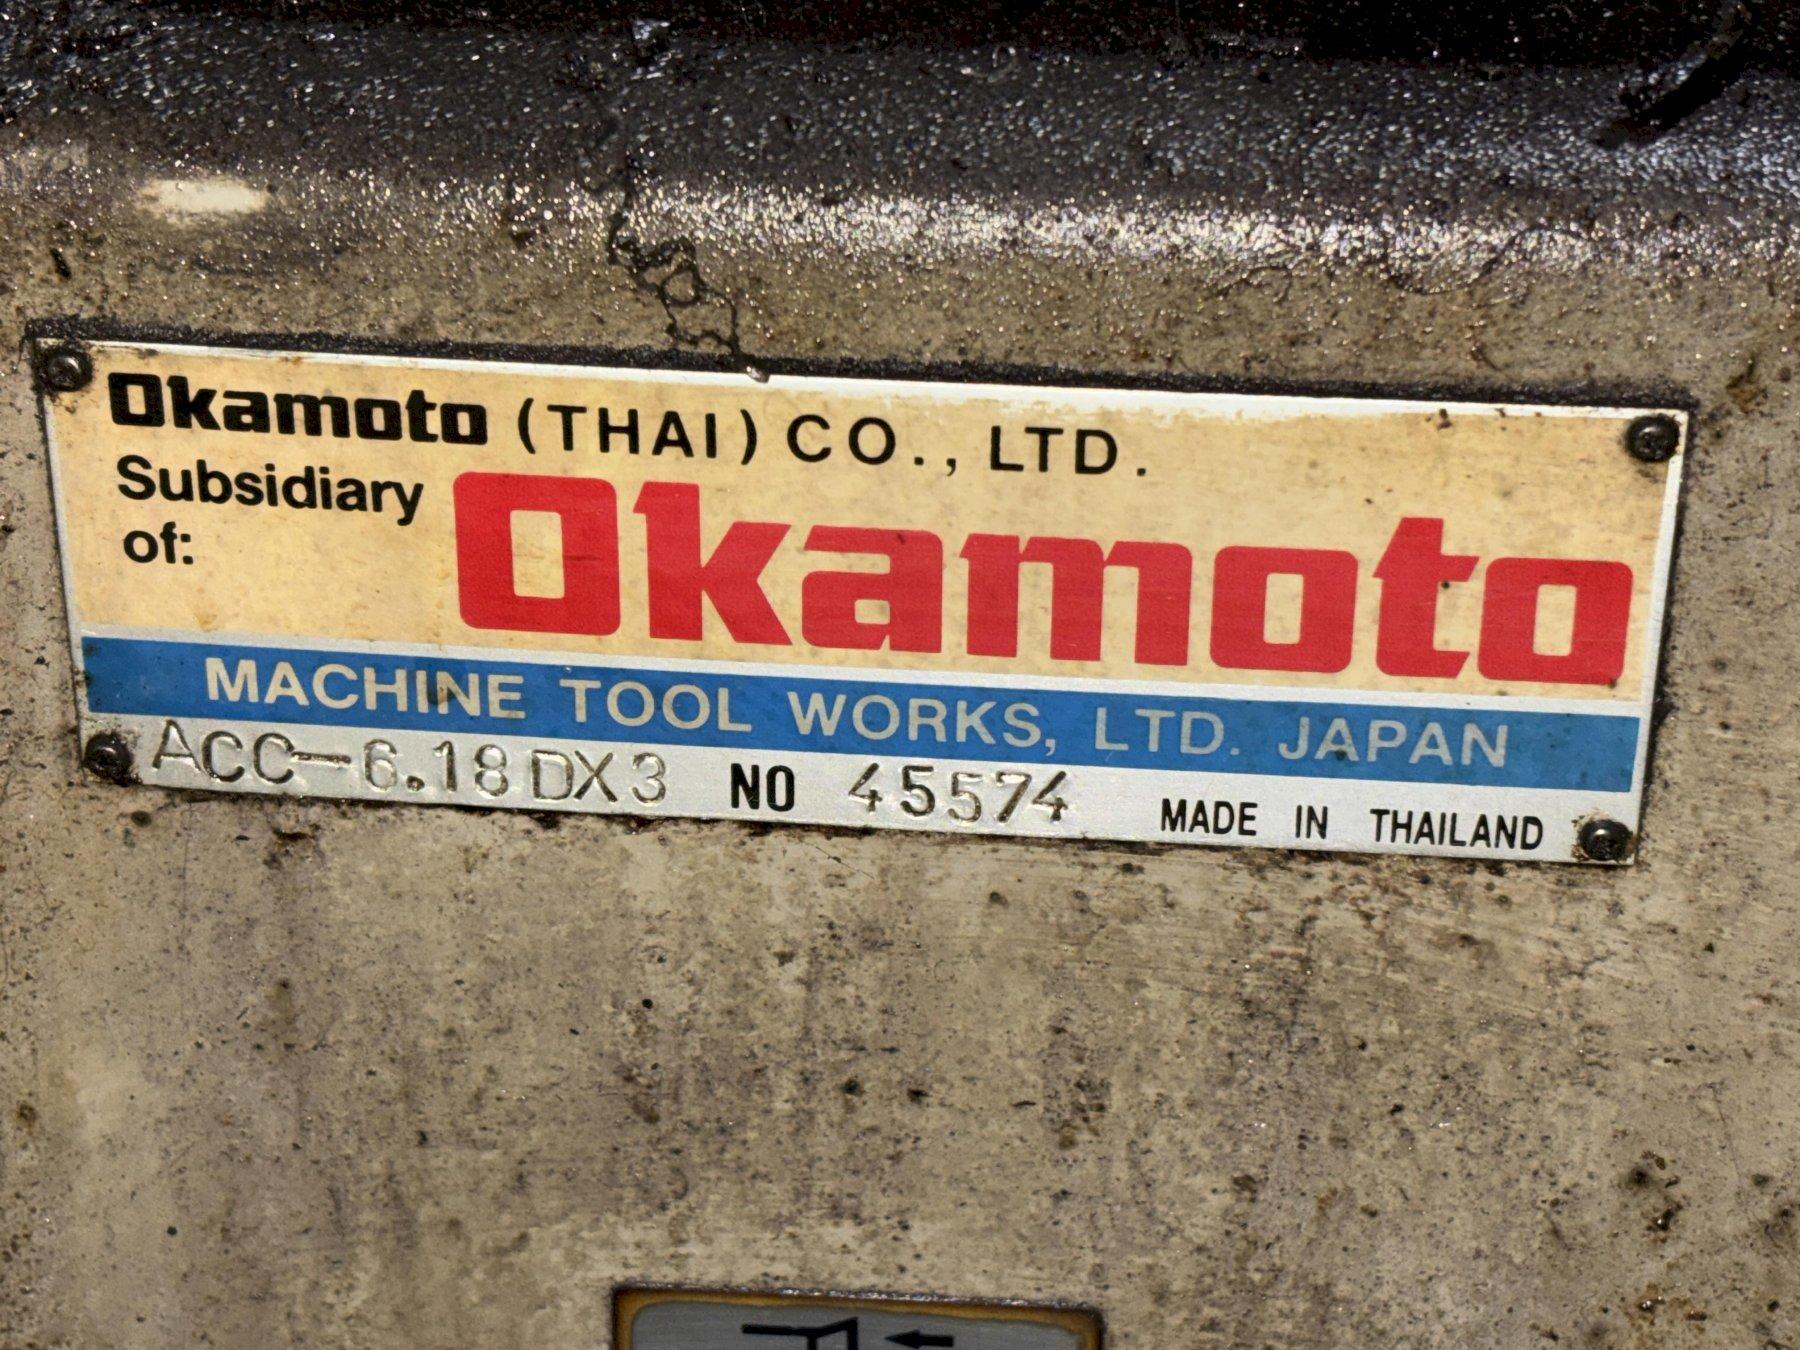 Okamoto (THAI) CO., LTD.
Subsidiary of:
Okamoto
MACHINE TOOL WORKS, LTD. JAPAN
ACC-6.18DX3 NO 45574 MADE IN THAILAND